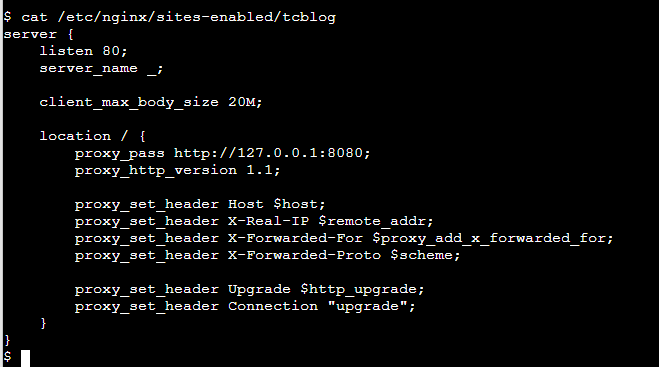 $ cat /etc/nginx/sites-enabled/tcblog
server {
    listen 80;
    server_name _;

    client_max_body_size 20M;

    location / {
        proxy_pass http://127.0.0.1:8080;
        proxy_http_version 1.1;

        proxy_set_header Host $host;
        proxy_set_header X-Real-IP $remote_addr;
        proxy_set_header X-Forwarded-For $proxy_add_x_forwarded_for;
        proxy_set_header X-Forwarded-Proto $scheme;

        proxy_set_header Upgrade $http_upgrade;
        proxy_set_header Connection "upgrade";
    }
}
$